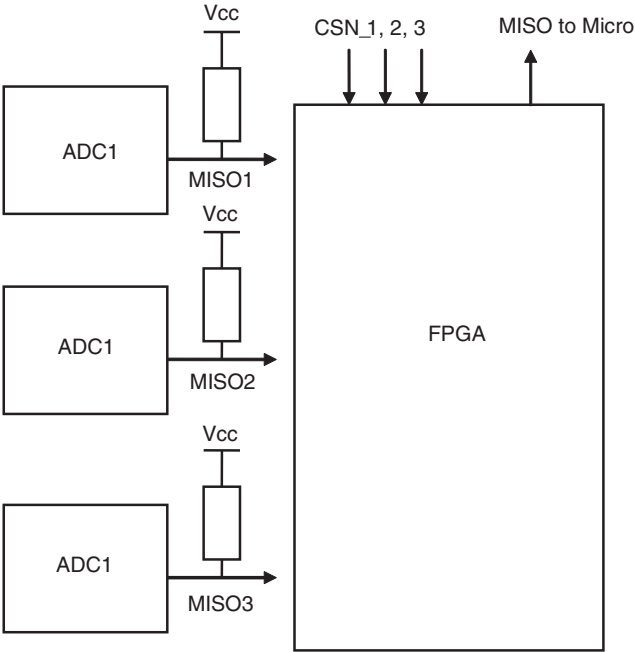 Vcc
CSN_1, 2, 3
MISO to Micro
ADC1
MISO1
Vcc
ADC1
MISO2
FPGA
Vcc
ADC1
MISO3